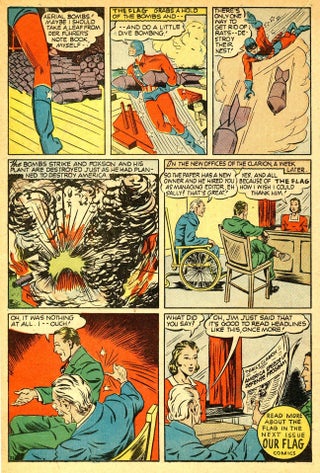 AERIAL BOMBS!
MAYBE I SHOULD
TAKE A LEAF FROM
DER FUHRER'S
NOTE BOOK,
MYSELF --
THE FLAG GRABS A HOLD
OF THE BOMBS AND --
-- AND DO A LITTLE
DIVE BOMBING!
THERE'S
ONLY ONE
WAY TO
GET RID OF
RATS -- DE-
STROY
THEIR
NEST!
THE BOMBS STRIKE AND FOXSON AND HIS
PLANT ARE DESTROYED JUST AS HE HAD PLAN-
NED TO DESTROY AMERICA --
IN THE NEW OFFICES OF THE CLARION, A WEEK
LATER --
SO THE PAPER HAS A NEW
OWNER AND HE HIRED YOU
AS MANAGING EDITOR, EH
SALLY? THAT'S GREAT!
YES, AND ALL
BECAUSE OF THE FLAG
HOW I WISH I COULD
THANK HIM!
OH, IT WAS NOTHING
AT ALL. I -- OUCH!
WHAT DID
YOU SAY?
OH, JIM JUST SAID THAT
IT'S GOOD TO READ HEADLINES
LIKE THIS, ONCE MORE!
READ MORE
ABOUT THE
FLAG IN THE
NEXT ISSUE
OUR FLAG
COMICS